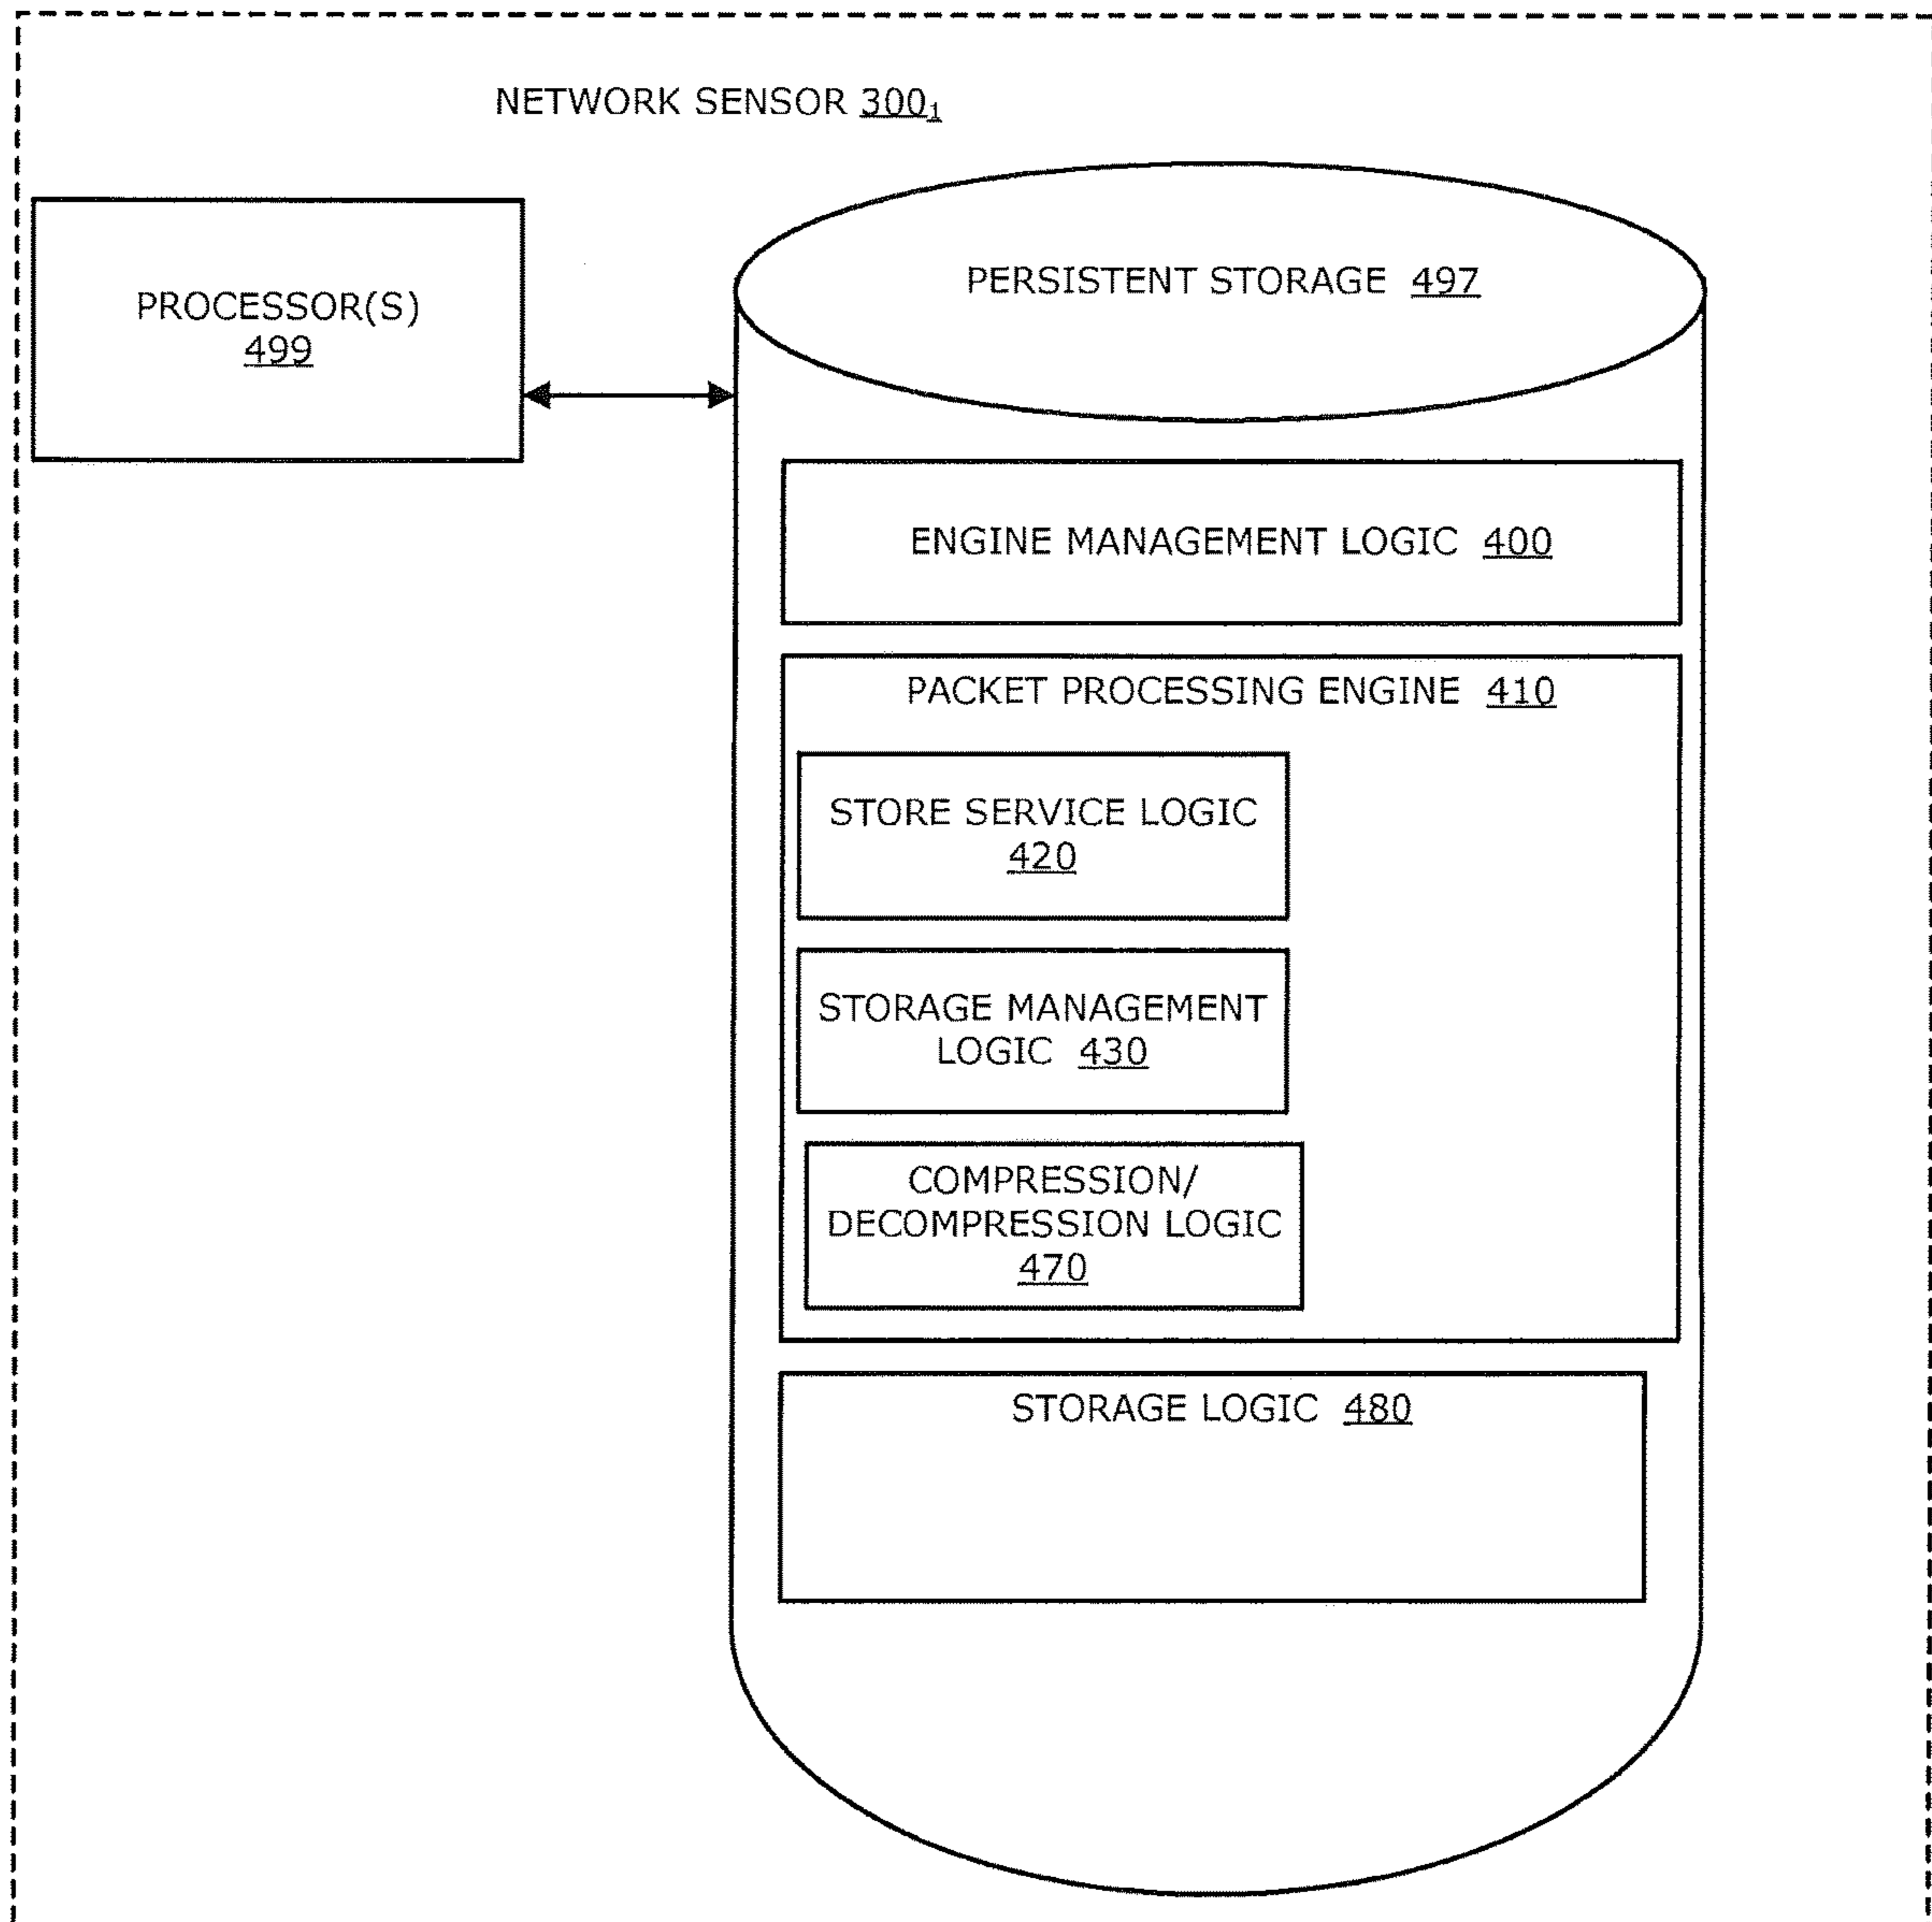 NETWORK SENSOR 300₁
PROCESSOR(S)
499
PERSISTENT STORAGE 497
ENGINE MANAGEMENT LOGIC 400
PACKET PROCESSING ENGINE 410
STORE SERVICE LOGIC
420
STORAGE MANAGEMENT
LOGIC 430
COMPRESSION/
DECOMPRESSION LOGIC
470
STORAGE LOGIC 480